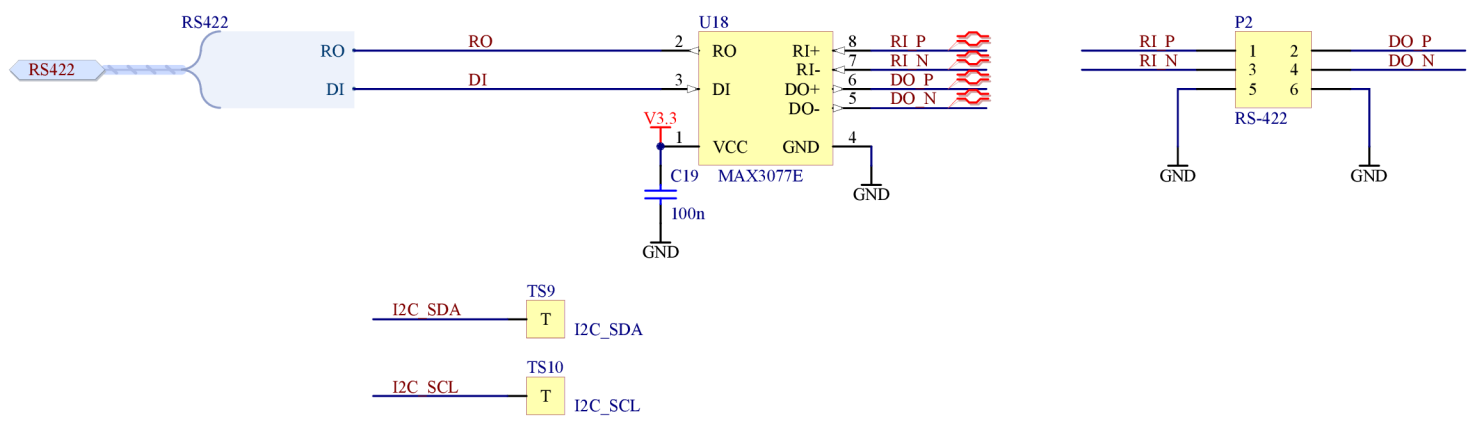 RS422
RS422
RO
DI
RO
DI
U18
2
RO
3
DI
1
VCC
RI+
8
RI_P
RI-
7
RI_N
DO+
6
DO_P
DO-
5
DO_N
GND
4
MAX3077E
V3.3
C19
100n
GND
GND
P2
RI_P
1
2
DO_P
RI_N
3
4
DO_N
5
6
RS-422
GND
GND
TS9
I2C_SDA
T
I2C_SDA
TS10
I2C_SCL
T
I2C_SCL